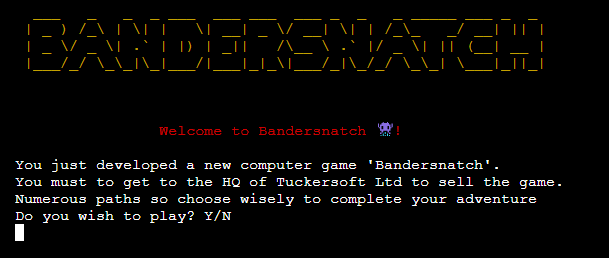 BANDERSNATCH
Welcome to Bandersnatch 👾!
You just developed a new computer game 'Bandersnatch'.
You must to get to the HQ of Tuckersoft Ltd to sell the game.
Numerous paths so choose wisely to complete your adventure
Do you wish to play? Y/N